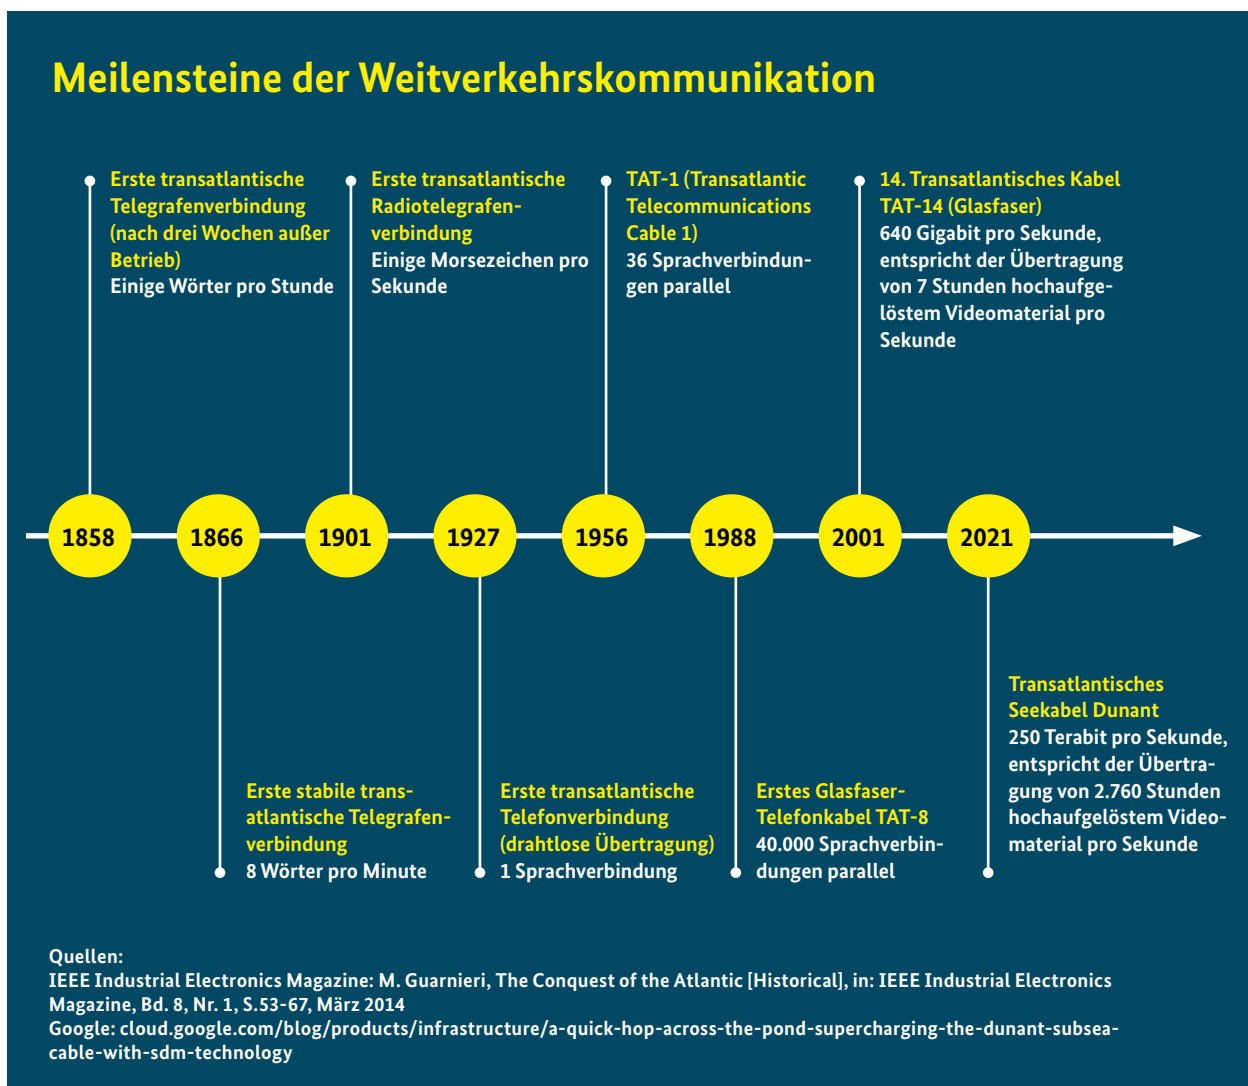 Meilensteine der Weitverkehrskommunikation
Erste transatlantische
Telegrafenverbindung
(nach drei Wochen außer
Betrieb)
Einige Wörter pro Stunde
Erste transatlantische
Radiotelegrafen-
verbindung
Einige Morsezeichen pro
Sekunde
TAT-1 (Transatlantic
Telecommunications
Cable 1)
36 Sprachverbindun-
gen parallel
14. Transatlantisches Kabel
TAT-14 (Glasfaser)
640 Gigabit pro Sekunde,
entspricht der Übertragung
von 7 Stunden hochaufge-
löstem Videomaterial pro
Sekunde
1858
1866
1901
1927
1956
1988
2001
2021
Erste stabile trans-
atlantische Telegrafen-
verbindung
8 Wörter pro Minute
Erste transatlantische
Telefonverbindung
(drahtlose Übertragung)
1 Sprachverbindung
Erstes Glasfaser-
Telefonkabel TAT-8
40.000 Sprachverbin-
dungen parallel
Transatlantisches
Seekabel Dunant
250 Terabit pro Sekunde,
entspricht der Übertra-
gung von 2.760 Stunden
hochaufgelöstem Video-
material pro Sekunde
Quellen:
IEEE Industrial Electronics Magazine: M. Guarnieri, The Conquest of the Atlantic [Historical], in: IEEE Industrial Electronics
Magazine, Bd. 8, Nr. 1, S.53-67, März 2014
Google: cloud.google.com/blog/products/infrastructure/a-quick-hop-across-the-pond-supercharging-the-dunant-subsea-
cable-with-sdm-technology